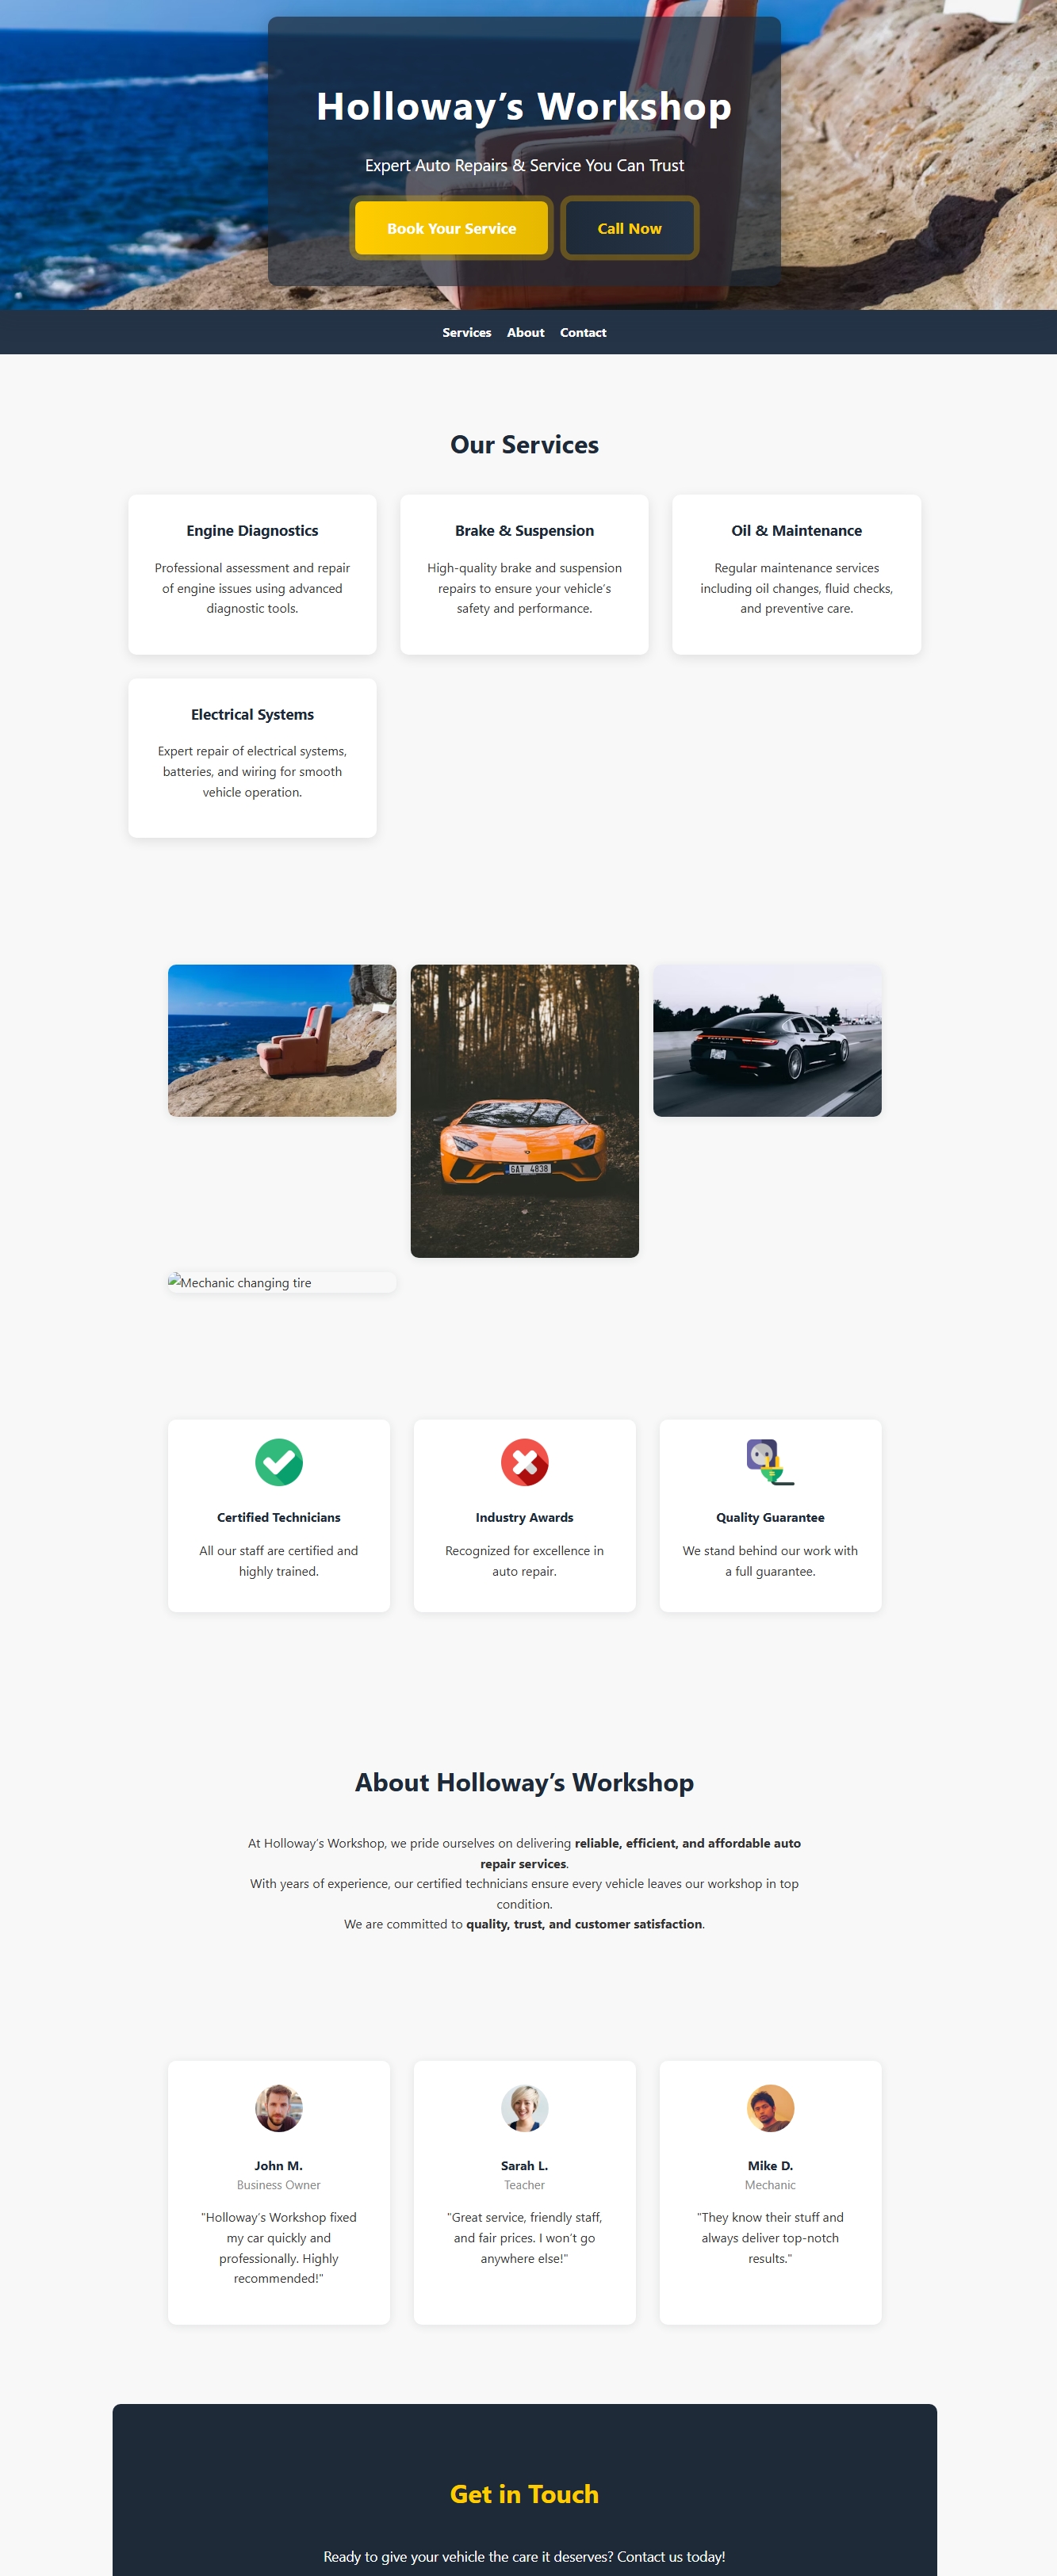 Holloway’s Workshop
Expert Auto Repairs & Service You Can Trust
Book Your Service
Call Now
Services
About
Contact
Our Services
Engine Diagnostics
Professional assessment and repair
of engine issues using advanced
diagnostic tools.
Brake & Suspension
High-quality brake and suspension
repairs to ensure your vehicle’s
safety and performance.
Oil & Maintenance
Regular maintenance services
including oil changes, fluid checks,
and preventive care.
Electrical Systems
Expert repair of electrical systems,
batteries, and wiring for smooth
vehicle operation.
6AT 4838
Mechanic changing tire
Certified Technicians
All our staff are certified and
highly trained.
Industry Awards
Recognized for excellence in
auto repair.
Quality Guarantee
We stand behind our work with
a full guarantee.
About Holloway’s Workshop
At Holloway’s Workshop, we pride ourselves on delivering reliable, efficient, and affordable auto
repair services.
With years of experience, our certified technicians ensure every vehicle leaves our workshop in top
condition.
We are committed to quality, trust, and customer satisfaction.
John M.
Business Owner
"Holloway’s Workshop fixed
my car quickly and
professionally. Highly
recommended!"
Sarah L.
Teacher
"Great service, friendly staff,
and fair prices. I won’t go
anywhere else!"
Mike D.
Mechanic
"They know their stuff and
always deliver top-notch
results."
Get in Touch
Ready to give your vehicle the care it deserves? Contact us today!